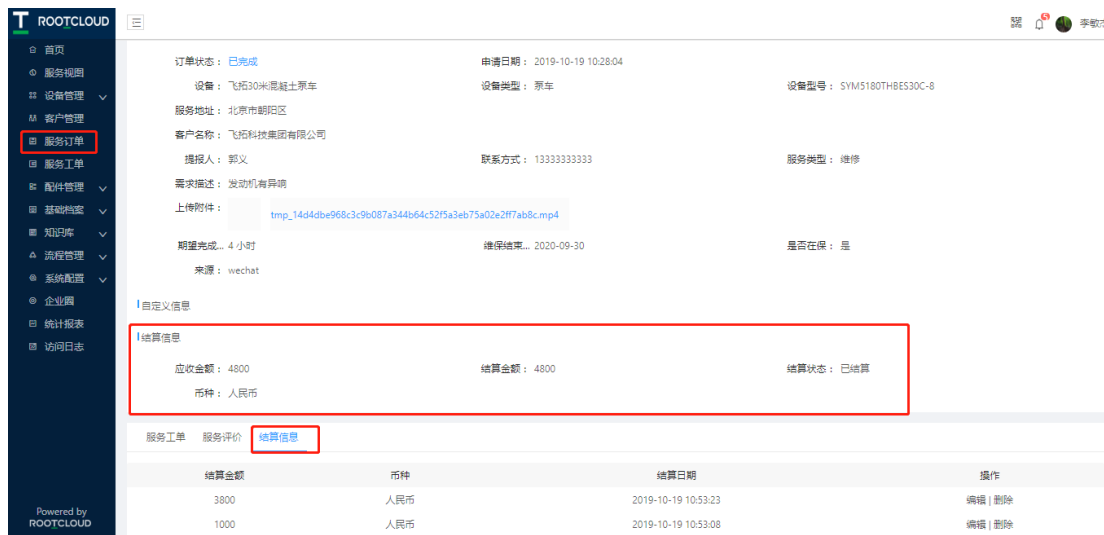 ROOTCLOUD
5
李敏杰
首页
服务视图
设备管理
客户管理
服务订单
服务工单
配件管理
基础档案
知识库
流程管理
系统配置
企业圈
统计报表
访问日志
Powered by
ROOTCLOUD
订单状态： 已完成 申请日期： 2019-10-19 10:28:04
设备： 飞拓30米混凝土泵车 设备类型： 泵车 设备型号： SYM5180THBES30C-8
服务地址： 北京市朝阳区
客户名称： 飞拓科技集团有限公司
提报人： 郭义 联系方式： 13333333333 服务类型： 维修
需求描述： 发动机有异响
上传附件： tmp_14d4dbe968c3c9b087a344b64c52f5a3eb75a02e2ff7ab8c.mp4
期望完成... 4 小时 维保结束... 2020-09-30 是否在保： 是
来源： wechat
自定义信息
结算信息
应收金额： 4800 结算金额： 4800 结算状态： 已结算
币种： 人民币
服务工单 服务评价 结算信息
结算金额 币种 结算日期 操作
3800 人民币 2019-10-19 10:53:23 编辑 | 删除
1000 人民币 2019-10-19 10:53:08 编辑 | 删除